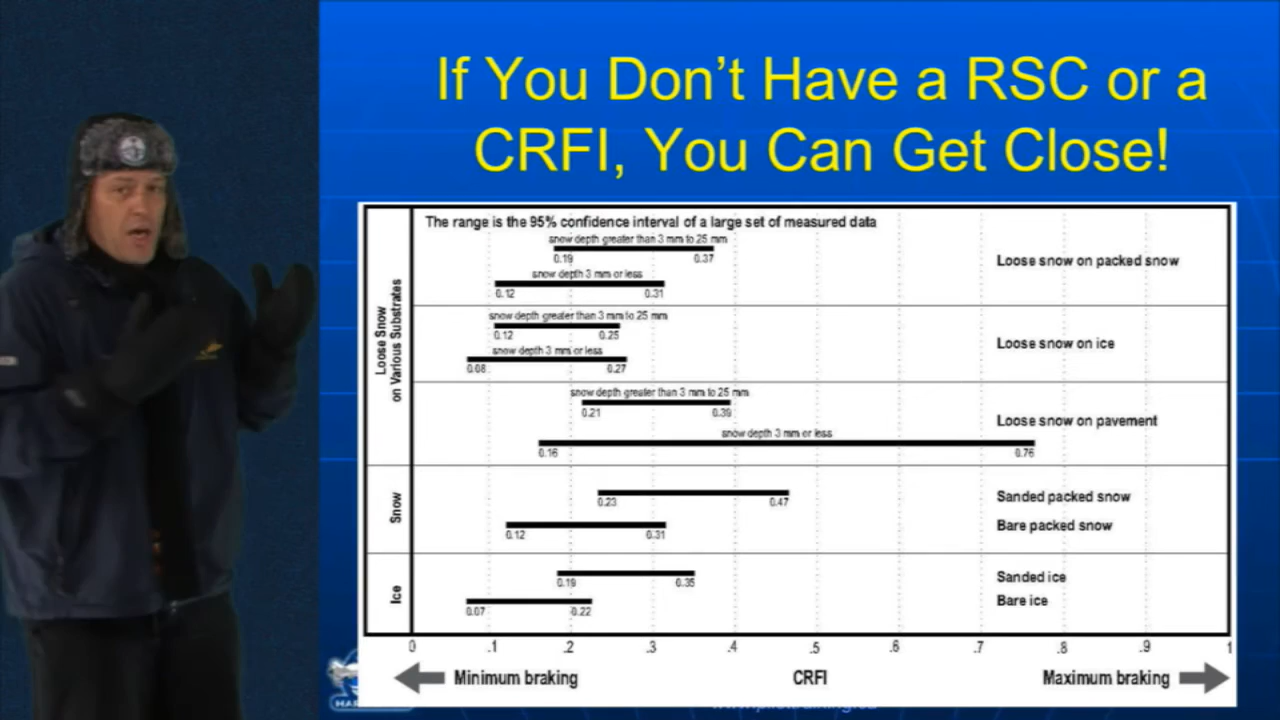 If You Don't Have a RSC or a
CRFI, You Can Get Close!
The range is the 95% confidence interval of a large set of measured data
Loose Snow
on Various Substrates
snow depth greater than 3 mm to 25 mm
0.19 0.37
Loose snow on packed snow
snow depth 3 mm or less
0.12 0.31
snow depth greater than 3 mm to 25 mm
0.12 0.25
Loose snow on ice
snow depth 3 mm or less
0.08 0.27
snow depth greater than 3 mm to 25 mm
0.21 0.39
Loose snow on pavement
snow depth 3 mm or less
0.16 0.76
Snow
0.23 0.47
Sanded packed snow
0.12 0.31
Bare packed snow
Ice
0.19 0.35
Sanded ice
0.07 0.22
Bare ice
0 .1 .2 .3 .4 .5 .6 .7 .8 .9 1
Minimum braking CRFI Maximum braking